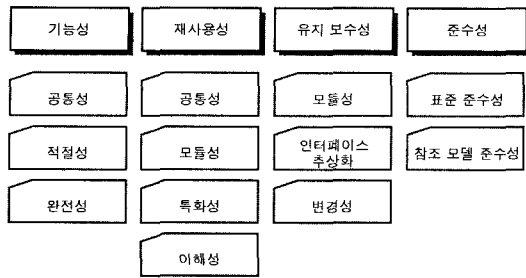 기능성 재사용성 유지 보수성 준수성
공통성 공통성 모듈성 표준 준수성
적절성 모듈성 인터페이스 추상화 참조 모델 준수성
완전성 특화성 변경성
이해성